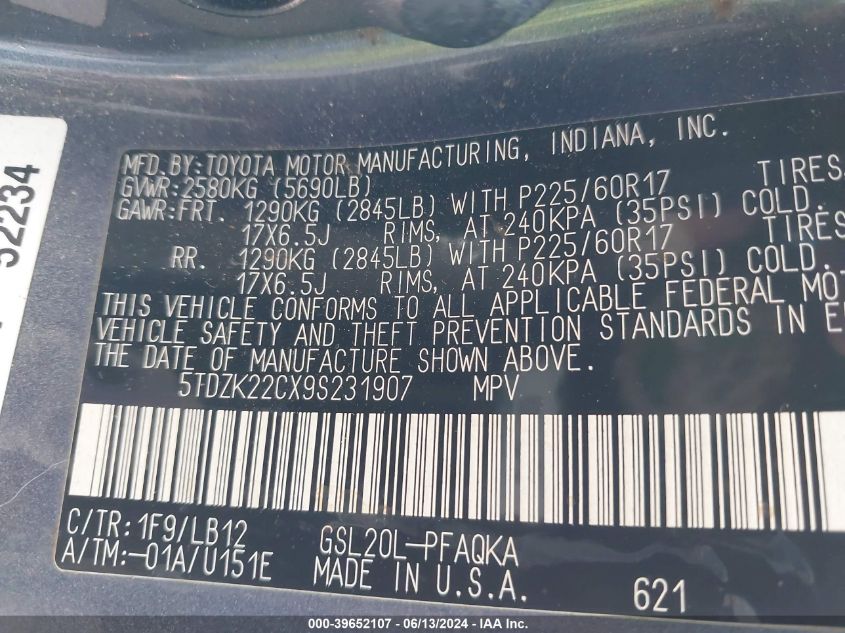 52234
MFD.BY:TOYOTA MOTOR MANUFACTURING, INDIANA, INC.
GVWR:2580KG (5690LB)
GAWR:FRT. 1290KG (2845LB) WITH P225/60R17 TIRES
17X6.5J RIMS, AT 240KPA (35PSI) COLD.
RR. 1290KG (2845LB) WITH P225/60R17 TIRES
17X6.5J RIMS, AT 240KPA (35PSI) COLD.
THIS VEHICLE CONFORMS TO ALL APPLICABLE FEDERAL MOT
VEHICLE SAFETY AND THEFT PREVENTION STANDARDS IN E
THE DATE OF MANUFACTURE SHOWN ABOVE.
5TDZK22CX9S231907 MPV
C/TR:1F9/LB12 GSL20L-PFAQKA
A/TM:-01A/U151E MADE IN U.S.A. 621
000-39652107 - 06/13/2024 - IAA Inc.